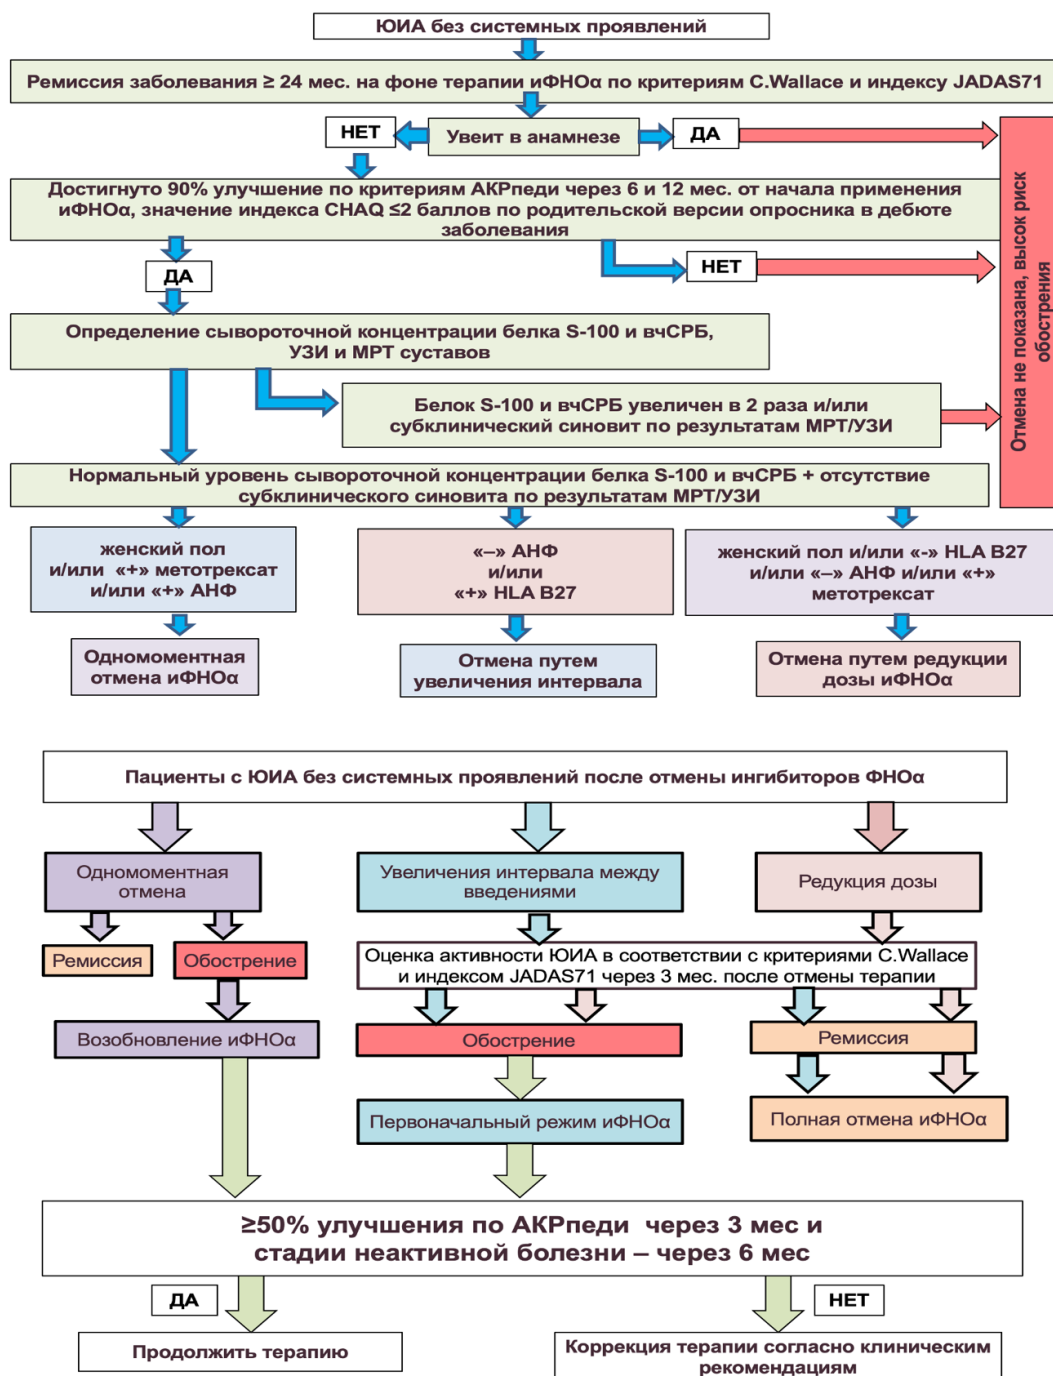 ЮИА без системных проявлений
Ремиссия заболевания ≥ 24 мес. на фоне терапии иФНОα по критериям C.Wallace и индексу JADAS71
НЕТ
Увеит в анамнезе
ДА
Достигнуто 90% улучшение по критериям АКРпеди через 6 и 12 мес. от начала применения
иФНОα, значение индекса CHAQ ≤2 баллов по родительской версии опросника в дебюте
заболевания
ДА
НЕТ
Отмена не показана, высок риск
обострения
Определение сывороточной концентрации белка S-100 и вчСРБ,
УЗИ и МРТ суставов
Белок S-100 и вчСРБ увеличен в 2 раза и/или
субклинический синовит по результатам МРТ/УЗИ
Нормальный уровень сывороточной концентрации белка S-100 и вчСРБ + отсутствие
субклинического синовита по результатам МРТ/УЗИ
женский пол
и/или «+» метотрексат
и/или «+» АНФ
«–» АНФ
и/или
«+» HLA B27
женский пол и/или «-» HLA B27
и/или «–» АНФ и/или «+»
метотрексат
Одномоментная
отмена иФНОα
Отмена путем
увеличения интервала
Отмена путем редукции
дозы иФНОα
Пациенты с ЮИА без системных проявлений после отмены ингибиторов ФНОα
Одномоментная
отмена
Увеличения интервала между
введениями
Редукция дозы
Ремиссия
Обострение
Оценка активности ЮИА в соответствии с критериями C.Wallace
и индексом JADAS71 через 3 мес. после отмены терапии
Возобновление иФНОα
Обострение
Ремиссия
Первоначальный режим иФНОα
Полная отмена иФНОα
≥50% улучшения по АКРпеди через 3 мес и
стадии неактивной болезни – через 6 мес
ДА
НЕТ
Продолжить терапию
Коррекция терапии согласно клиническим
рекомендациям